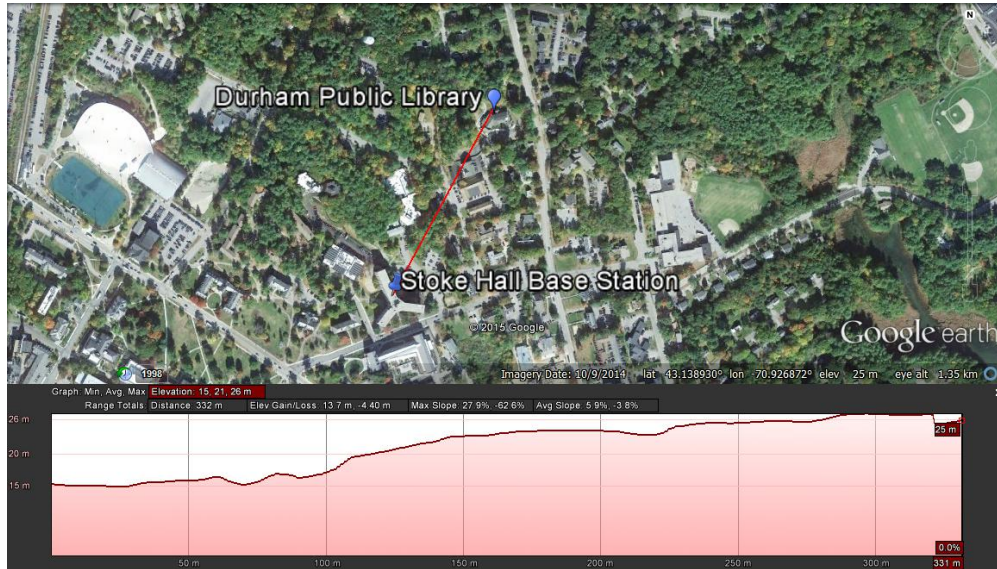 N
Durham Public Library
Stoke Hall Base Station
© 2015 Google
Google earth
1998
Imagery Date: 10/9/2014 lat 43.138930° lon -70.926872° elev 25 m eye alt 1.35 km
Graph: Min, Avg, Max Elevation: 15, 21, 26 m
Range Totals: Distance: 332 m Elev Gain/Loss: 13.7 m, -4.40 m Max Slope: 27.9%, -62.6% Avg Slope: 5.9%, -3.8%
26 m
25 m
20 m
15 m
0.0%
50 m 100 m 150 m 200 m 250 m 300 m 331 m